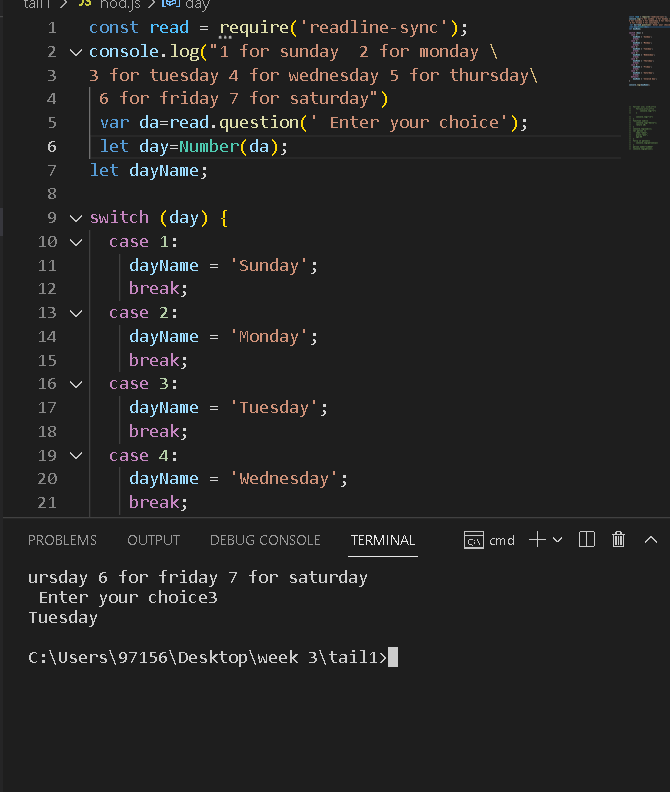 tail1 > JS nod.js > day
1 const read = require('readline-sync');
2 console.log("1 for sunday  2 for monday \
3 3 for tuesday 4 for wednesday 5 for thursday\
4  6 for friday 7 for saturday")
5  var da=read.question(' Enter your choice');
6  let day=Number(da);
7 let dayName;
8
9 switch (day) {
10   case 1:
11     dayName = 'Sunday';
12     break;
13   case 2:
14     dayName = 'Monday';
15     break;
16   case 3:
17     dayName = 'Tuesday';
18     break;
19   case 4:
20     dayName = 'Wednesday';
21     break;
PROBLEMS OUTPUT DEBUG CONSOLE TERMINAL cmd
ursday 6 for friday 7 for saturday
 Enter your choice3
Tuesday
C:\Users\97156\Desktop\week 3\tail1>